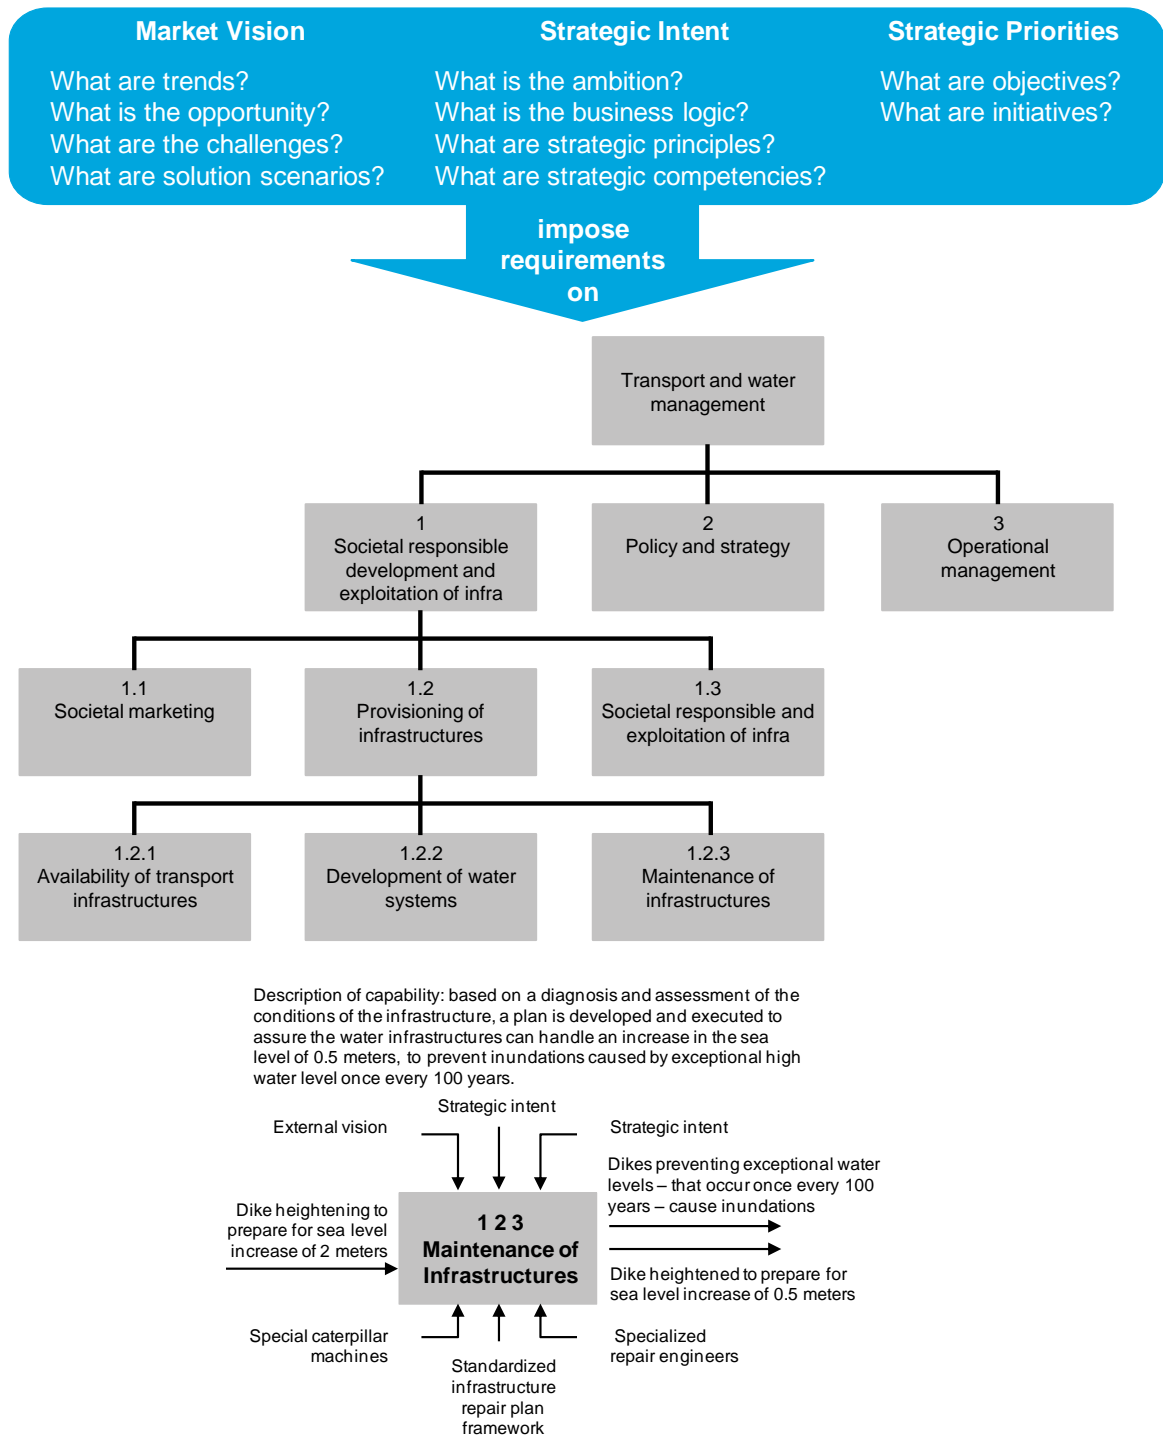 Market Vision
What are trends?
What is the opportunity?
What are the challenges?
What are solution scenarios?
Strategic Intent
What is the ambition?
What is the business logic?
What are strategic principles?
What are strategic competencies?
Strategic Priorities
What are objectives?
What are initiatives?
impose
requirements
on
Transport and water
management
1
Societal responsible
development and
exploitation of infra
2
Policy and strategy
3
Operational
management
1.1
Societal marketing
1.2
Provisioning of
infrastructures
1.3
Societal responsible and
exploitation of infra
1.2.1
Availability of transport
infrastructures
1.2.2
Development of water
systems
1.2.3
Maintenance of
infrastructures
Description of capability: based on a diagnosis and assessment of the
conditions of the infrastructure, a plan is developed and executed to
assure the water infrastructures can handle an increase in the sea
level of 0.5 meters, to prevent inundations caused by exceptional high
water level once every 100 years.
External vision
Strategic intent
Strategic intent
Dike heightening to
prepare for sea level
increase of 2 meters
1 2 3
Maintenance of
Infrastructures
Dikes preventing exceptional water
levels – that occur once every 100
years – cause inundations
Dike heightened to prepare for
sea level increase of 0.5 meters
Special caterpillar
machines
Standardized
infrastructure
repair plan
framework
Specialized
repair engineers